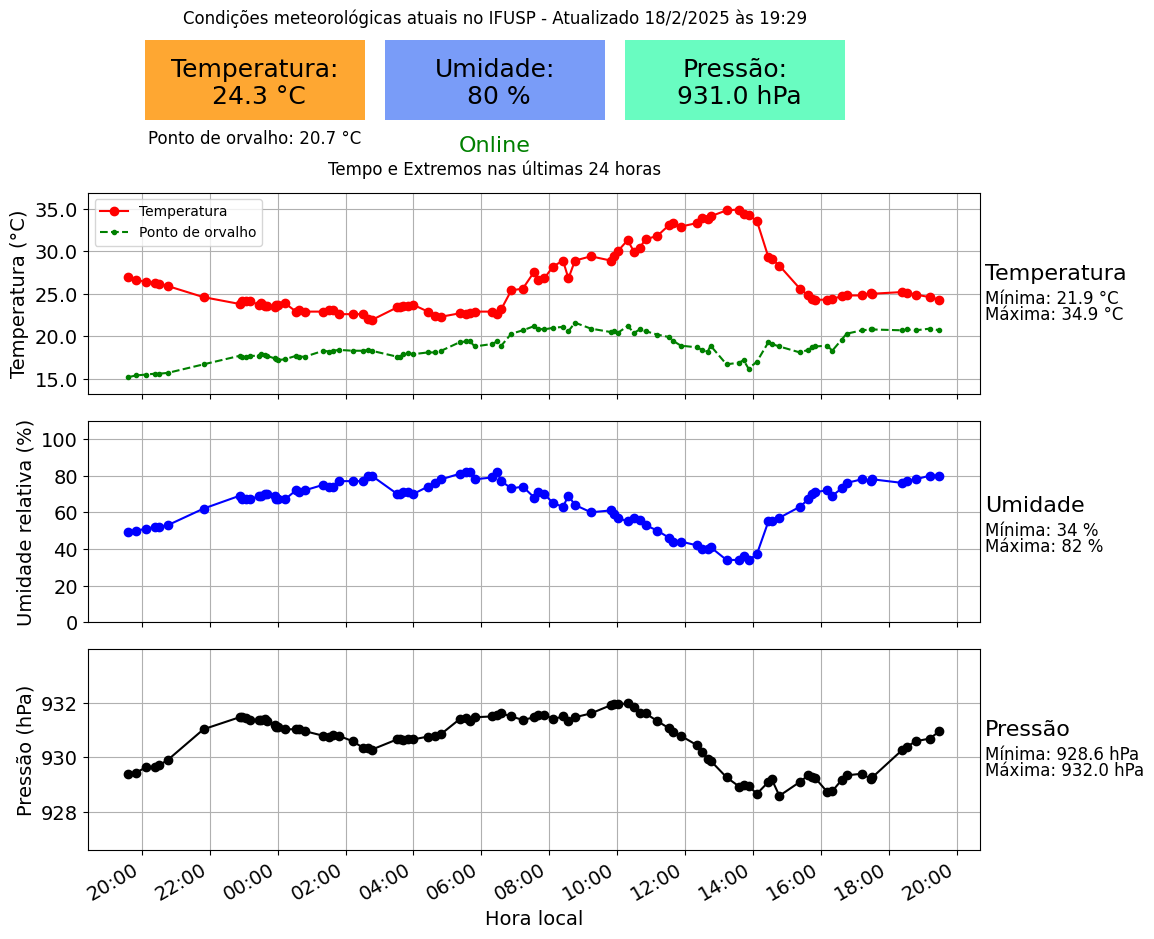 Condições meteorológicas atuais no IFUSP - Atualizado 18/2/2025 às 19:29
Temperatura:
24.3 °C
Umidade:
80 %
Pressão:
931.0 hPa
Ponto de orvalho: 20.7 °C
Online
Tempo e Extremos nas últimas 24 horas
Temperatura (°C)
35.0
30.0
25.0
20.0
15.0
Temperatura
Ponto de orvalho
Temperatura
Mínima: 21.9 °C
Máxima: 34.9 °C
Umidade relativa (%)
100
80
60
40
20
0
Umidade
Mínima: 34 %
Máxima: 82 %
Pressão (hPa)
932
930
928
Pressão
Mínima: 928.6 hPa
Máxima: 932.0 hPa
20:00 22:00 00:00 02:00 04:00 06:00 08:00 10:00 12:00 14:00 16:00 18:00 20:00
Hora local